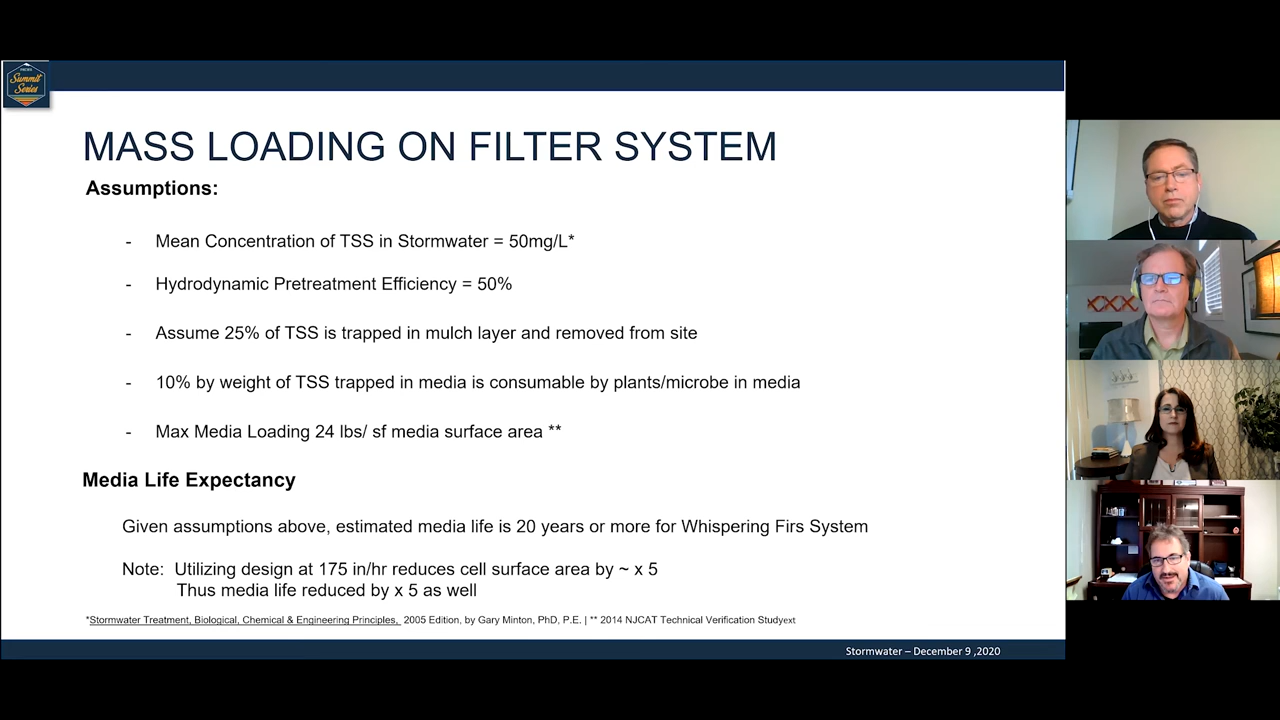 Summit
Series
MASS LOADING ON FILTER SYSTEM
Assumptions:
- Mean Concentration of TSS in Stormwater = 50mg/L*
- Hydrodynamic Pretreatment Efficiency = 50%
- Assume 25% of TSS is trapped in mulch layer and removed from site
- 10% by weight of TSS trapped in media is consumable by plants/microbe in media
- Max Media Loading 24 lbs/ sf media surface area **
Media Life Expectancy
Given assumptions above, estimated media life is 20 years or more for Whispering Firs System
Note: Utilizing design at 175 in/hr reduces cell surface area by ~ x 5
Thus media life reduced by x 5 as well
*Stormwater Treatment, Biological, Chemical & Engineering Principles, 2005 Edition, by Gary Minton, PhD, P.E. | ** 2014 NJCAT Technical Verification Studyext
Stormwater – December 9 ,2020